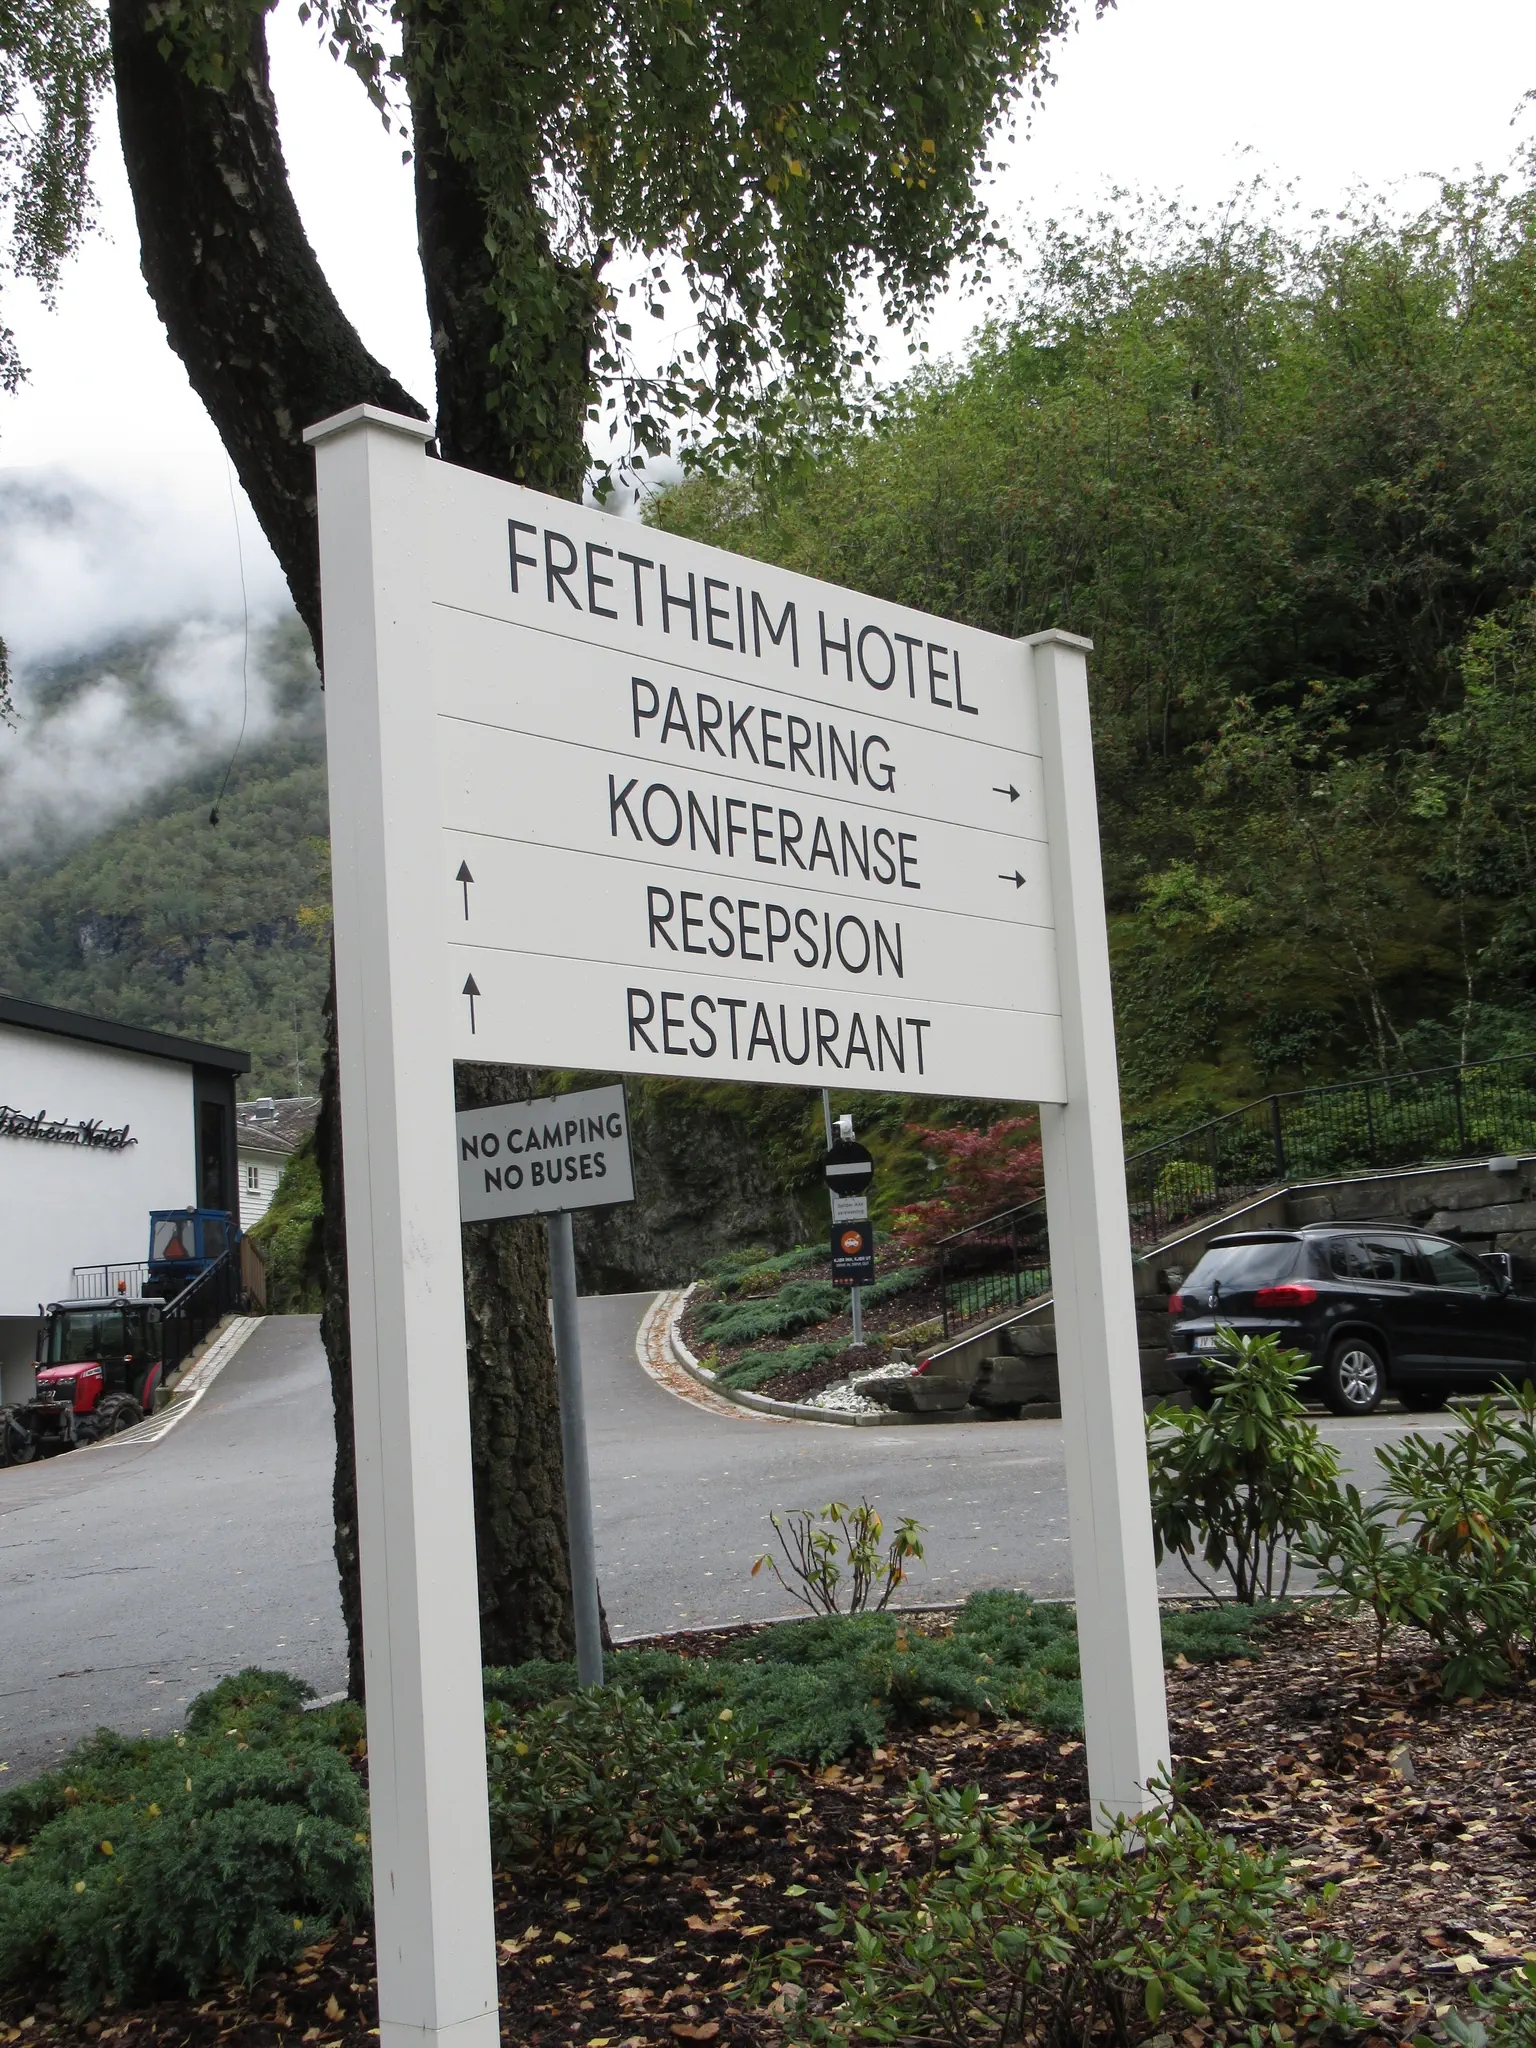 FRETHEIM HOTEL
PARKERING
KONFERANSE
RESEPSJON
RESTAURANT
NO CAMPING
NO BUSES
Fretheim Hotel